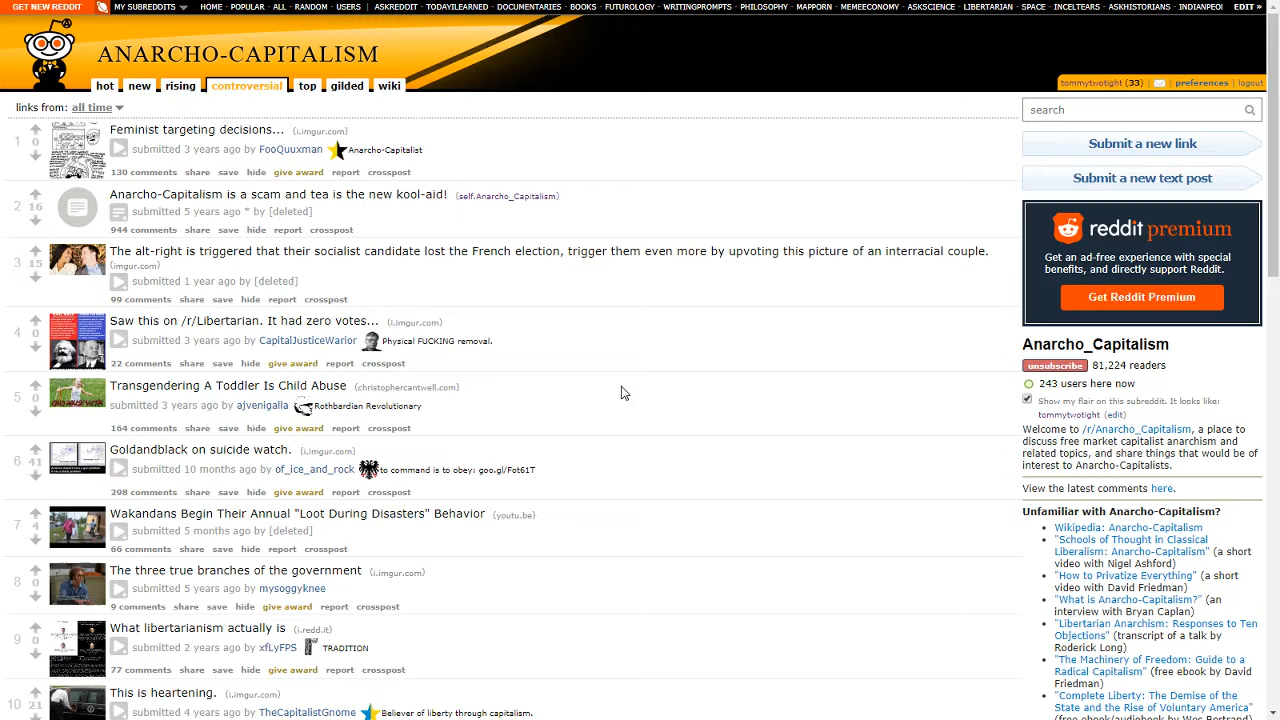 GET NEW REDDIT MY SUBREDDITS HOME - POPULAR - ALL - RANDOM - USERS | ASKREDDIT - TODAYILEARNED - DOCUMENTARIES - BOOKS - FUTUROLOGY - WRITINGPROMPTS - PHILOSOPHY - MAPPORN - MEMEECONOMY - ASKSCIENCE - LIBERTARIAN - SPACE - INCELTEARS - ASKHISTORIANS - INDIANPEOI EDIT »
ANARCHO-CAPITALISM
hot new rising controversial top gilded wiki
tommytwotight (33) | preferences | logout
links from: all time
search
1 0 Feminist targeting decisions... (i.imgur.com)
submitted 3 years ago by FooQuuxman Anarcho-Capitalist
130 comments share save hide give award report crosspost
2 16 Anarcho-Capitalism is a scam and tea is the new kool-aid! (self.Anarcho_Capitalism)
submitted 5 years ago * by [deleted]
944 comments share save hide report crosspost
3 15 The alt-right is triggered that their socialist candidate lost the French election, trigger them even more by upvoting this picture of an interracial couple.
(imgur.com)
submitted 1 year ago by [deleted]
99 comments share save hide report crosspost
4 0 Saw this on /r/Libertarian. It had zero votes... (i.imgur.com)
submitted 3 years ago by CapitalJusticeWarior Physical FUCKING removal.
22 comments share save hide give award report crosspost
5 0 Transgendering A Toddler Is Child Abuse (christophercantwell.com)
submitted 3 years ago by ajvenigalla Rothbardian Revolutionary
164 comments share save hide give award report crosspost
6 41 Goldandblack on suicide watch. (i.imgur.com)
submitted 10 months ago by of_ice_and_rock to command is to obey: goo.gl/Fot61T
298 comments share save hide give award report crosspost
7 4 Wakandans Begin Their Annual "Loot During Disasters" Behavior (youtu.be)
submitted 5 months ago by [deleted]
66 comments share save hide report crosspost
8 0 The three true branches of the government (i.imgur.com)
submitted 5 years ago by mysoggyknee
9 comments share save hide give award report crosspost
9 0 What libertarianism actually is (i.redd.it)
submitted 2 years ago by xfLyFPS TRADITION
77 comments share save hide give award report crosspost
10 21 This is heartening. (i.imgur.com)
submitted 4 years ago by TheCapitalistGnome Believer of liberty through capitalism.
Submit a new link
Submit a new text post
reddit premium
Get an ad-free experience with special
benefits, and directly support Reddit.
Get Reddit Premium
Anarcho_Capitalism
unsubscribe 81,224 readers
243 users here now
Show my flair on this subreddit. It looks like:
tommytwotight (edit)
Welcome to /r/Anarcho_Capitalism, a place to
discuss free market capitalist anarchism and
related topics, and share things that would be of
interest to Anarcho-Capitalists.
View the latest comments here.
Unfamiliar with Anarcho-Capitalism?
Wikipedia: Anarcho-Capitalism
"Schools of Thought in Classical
Liberalism: Anarcho-Capitalism" (a short
video with Nigel Ashford)
"How to Privatize Everything" (a short
video with David Friedman)
"What is Anarcho-Capitalism?" (an
interview with Bryan Caplan)
"Libertarian Anarchism: Responses to Ten
Objections" (transcript of a talk by
Roderick Long)
"The Machinery of Freedom: Guide to a
Radical Capitalism" (free ebook by David
Friedman)
"Complete Liberty: The Demise of the
State and the Rise of Voluntary America"
(free ebook/audiobook by Wes Bertrand)